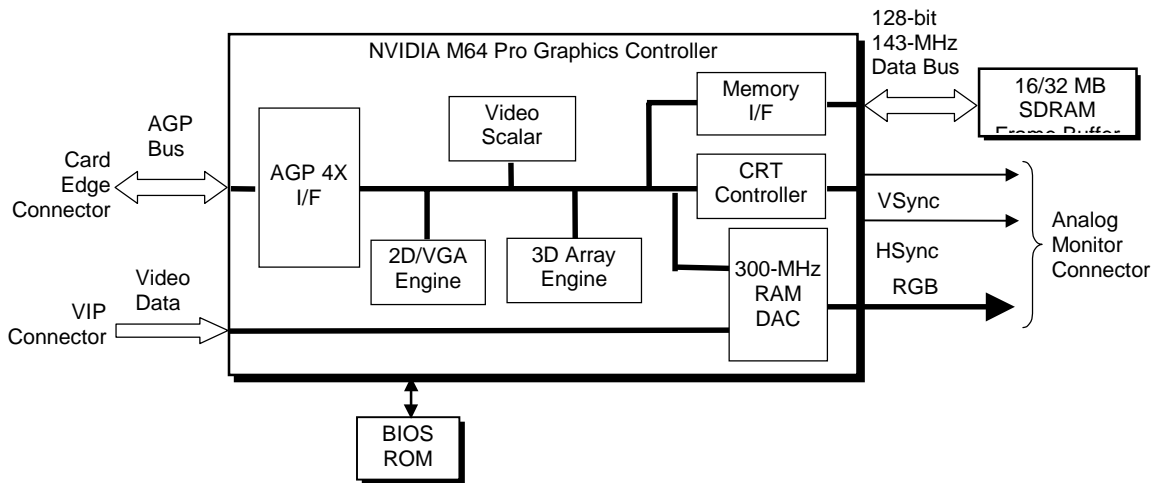 128-bit
143-MHz
Data Bus
NVIDIA M64 Pro Graphics Controller
16/32 MB
SDRAM
Frame Buffer
Memory
I/F
Video
Scalar
AGP
Bus
Card
Edge
Connector
AGP 4X
I/F
CRT
Controller
VSync
HSync
RGB
Analog
Monitor
Connector
2D/VGA
Engine
3D Array
Engine
300-MHz
RAM
DAC
Video
Data
VIP
Connector
BIOS
ROM